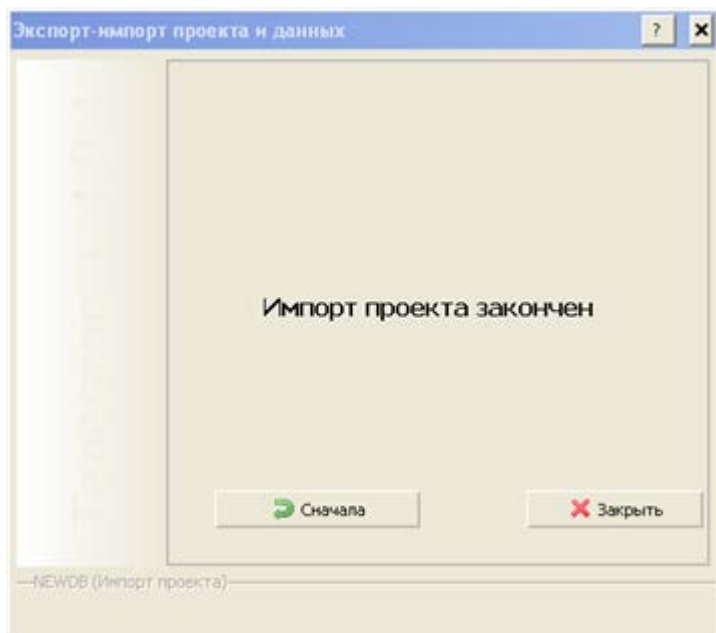 Экспорт-импорт проекта и данных
Импорт проекта закончен
Сначала
Закрыть
NEWDB (Импорт проекта)